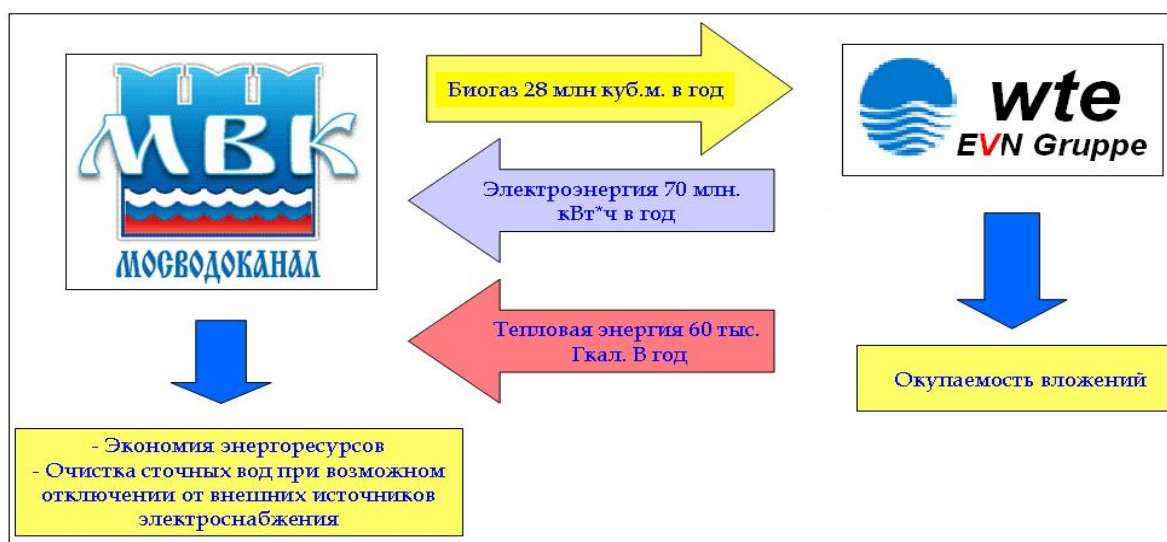 МВК
МОСВОДОКАНАЛ
Биогаз 28 млн куб.м. в год
Электроэнергия 70 млн.
кВт*ч в год
Тепловая энергия 60 тыс.
Гкал. В год
wte
EVN Gruppe
- Экономия энергоресурсов
- Очистка сточных вод при возможном
отключении от внешних источников
электроснабжения
Окупаемость вложений